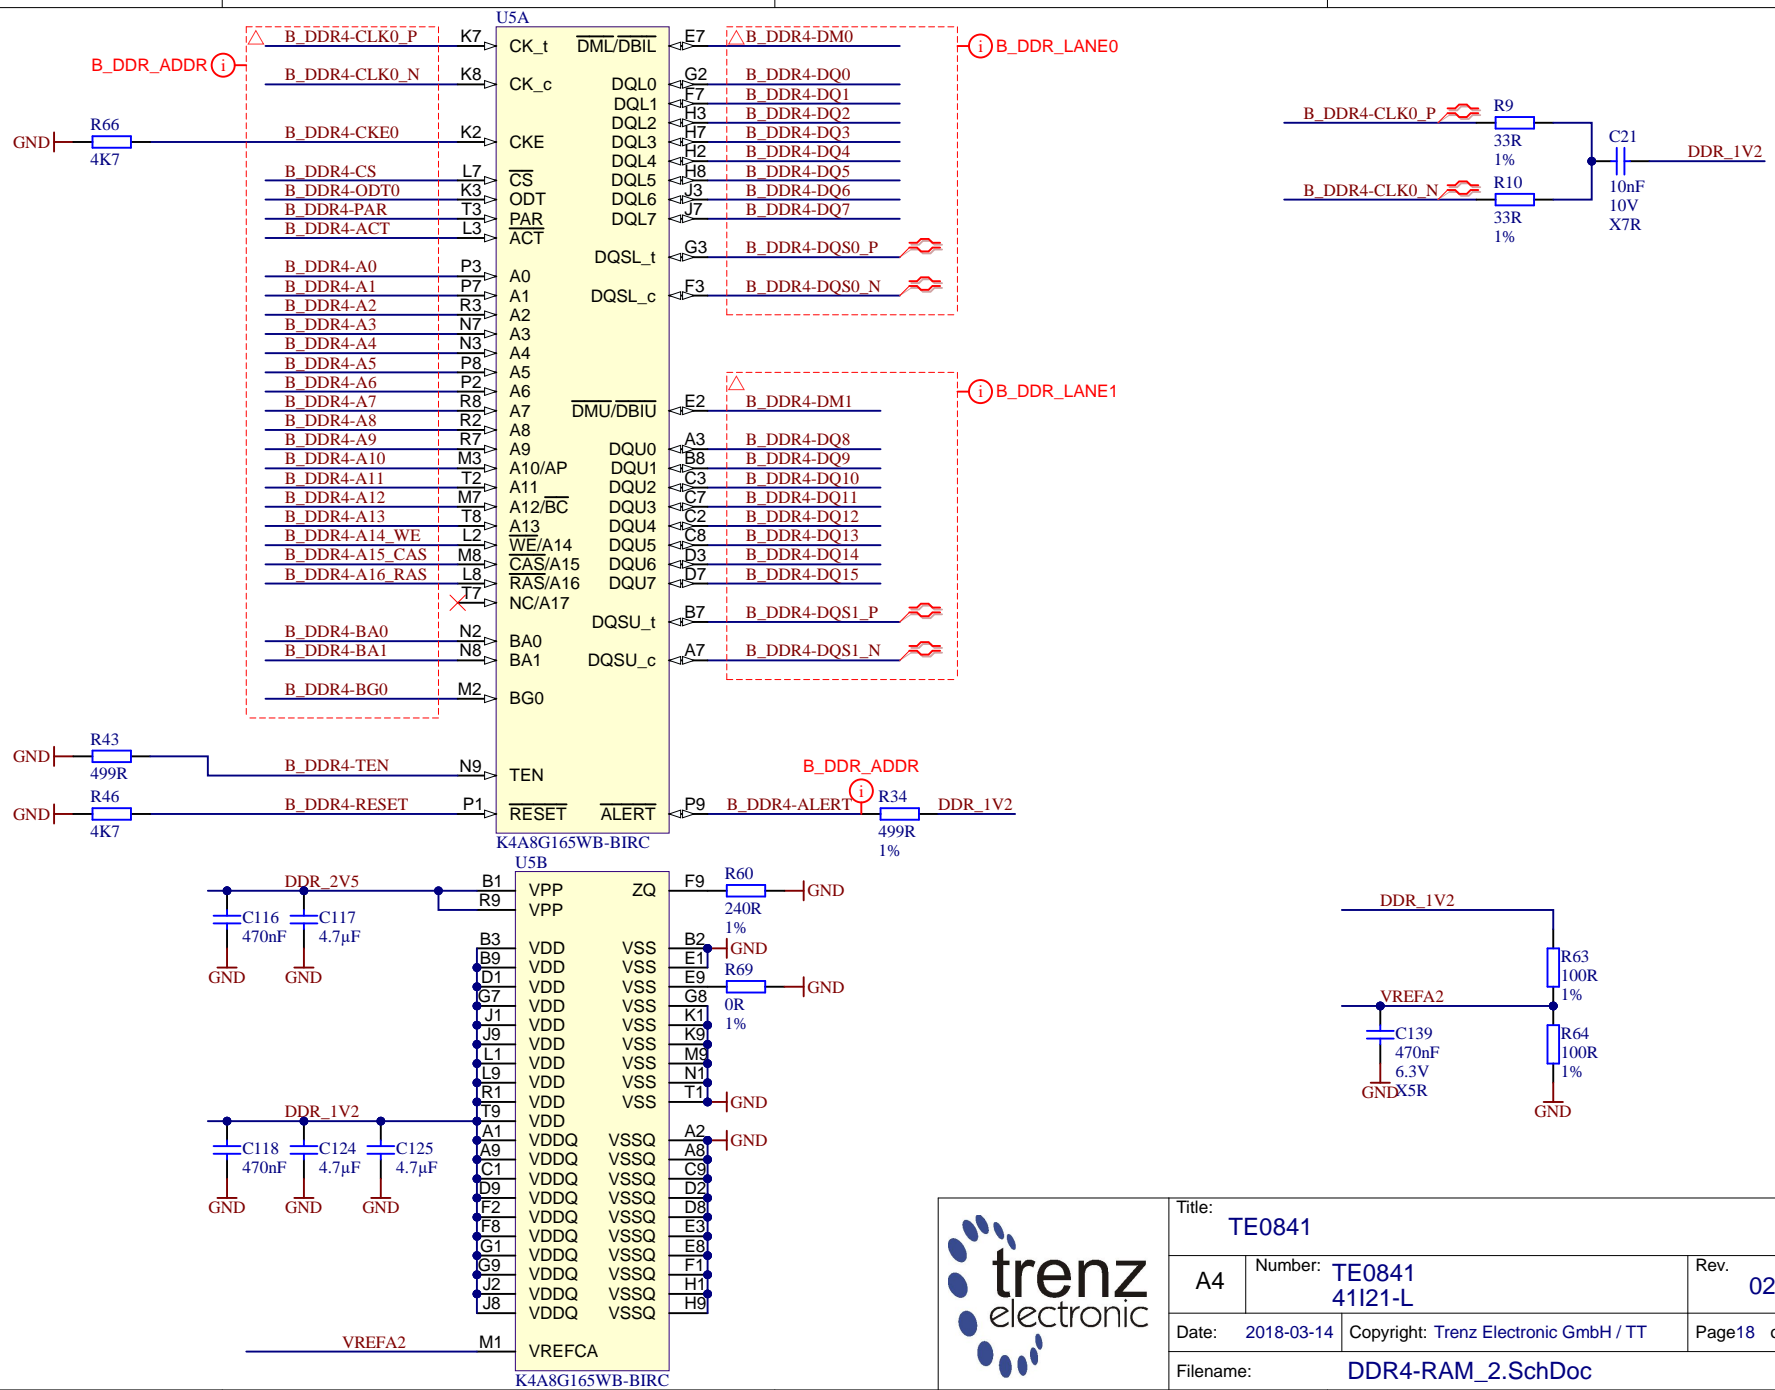 U5A
B_DDR_ADDR
B_DDR4-CLK0_P K7 CK_t
B_DDR4-CLK0_N K8 CK_c
GND R66 4K7 B_DDR4-CKE0 K2 CKE
B_DDR4-CS L7 CS
B_DDR4-ODT0 K3 ODT
B_DDR4-PAR T3 PAR
B_DDR4-ACT L3 ACT
B_DDR4-A0 P3 A0
B_DDR4-A1 P7 A1
B_DDR4-A2 R3 A2
B_DDR4-A3 N7 A3
B_DDR4-A4 N3 A4
B_DDR4-A5 P8 A5
B_DDR4-A6 P2 A6
B_DDR4-A7 R8 A7
B_DDR4-A8 R2 A8
B_DDR4-A9 R7 A9
B_DDR4-A10 M3 A10/AP
B_DDR4-A11 T2 A11
B_DDR4-A12 M7 A12/BC
B_DDR4-A13 T8 A13
B_DDR4-A14_WE L2 WE/A14
B_DDR4-A15_CAS M8 CAS/A15
B_DDR4-A16_RAS L8 RAS/A16
T7 NC/A17
B_DDR4-BA0 N2 BA0
B_DDR4-BA1 N8 BA1
B_DDR4-BG0 M2 BG0
GND R43 499R B_DDR4-TEN N9 TEN
GND R46 4K7 B_DDR4-RESET P1 RESET
DML/DBIL E7 B_DDR4-DM0
i B_DDR_LANE0
DQL0 G2 B_DDR4-DQ0
DQL1 F7 B_DDR4-DQ1
DQL2 H3 B_DDR4-DQ2
DQL3 H7 B_DDR4-DQ3
DQL4 H2 B_DDR4-DQ4
DQL5 H8 B_DDR4-DQ5
DQL6 J3 B_DDR4-DQ6
DQL7 J7 B_DDR4-DQ7
DQSL_t G3 B_DDR4-DQS0_P
DQSL_c F3 B_DDR4-DQS0_N
i B_DDR_LANE1
DMU/DBIU E2 B_DDR4-DM1
DQU0 A3 B_DDR4-DQ8
DQU1 B8 B_DDR4-DQ9
DQU2 C3 B_DDR4-DQ10
DQU3 C7 B_DDR4-DQ11
DQU4 C2 B_DDR4-DQ12
DQU5 C8 B_DDR4-DQ13
DQU6 D3 B_DDR4-DQ14
DQU7 D7 B_DDR4-DQ15
DQSU_t B7 B_DDR4-DQS1_P
DQSU_c A7 B_DDR4-DQS1_N
B_DDR_ADDR
i
ALERT P9 B_DDR4-ALERT R34 499R 1% DDR_1V2
K4A8G165WB-BIRC
B_DDR4-CLK0_P R9 33R 1%
B_DDR4-CLK0_N R10 33R 1%
C21 10nF 10V X7R DDR_1V2
U5B
DDR_2V5 B1 VPP
R9 VPP
C116 470nF GND
C117 4.7µF GND
B3 VDD
B9 VDD
D1 VDD
G7 VDD
J1 VDD
J9 VDD
L1 VDD
L9 VDD
R1 VDD
DDR_1V2 T9 VDD
C118 470nF GND
C124 4.7µF GND
C125 4.7µF GND
A1 VDDQ
A9 VDDQ
C1 VDDQ
D9 VDDQ
F2 VDDQ
F8 VDDQ
G1 VDDQ
G9 VDDQ
J2 VDDQ
J8 VDDQ
VREFA2 M1 VREFCA
ZQ F9 R60 240R 1% GND
VSS B2 GND
VSS E1
VSS E9 R69 0R 1% GND
VSS G8
VSS K1
VSS K9
VSS M9
VSS N1
VSS T1 GND
VSSQ A2 GND
VSSQ A8
VSSQ C9
VSSQ D2
VSSQ D8
VSSQ E3
VSSQ E8
VSSQ F1
VSSQ H1
VSSQ H9
K4A8G165WB-BIRC
DDR_1V2
R63
100R
1%
VREFA2
C139
470nF
6.3V
X5R
GND
R64
100R
1%
GND
trenz
electronic
Title:
TE0841
A4 Number: TE0841
41I21-L
Rev. 02
Date: 2018-03-14 Copyright: Trenz Electronic GmbH / TT Page18
Filename: DDR4-RAM_2.SchDoc